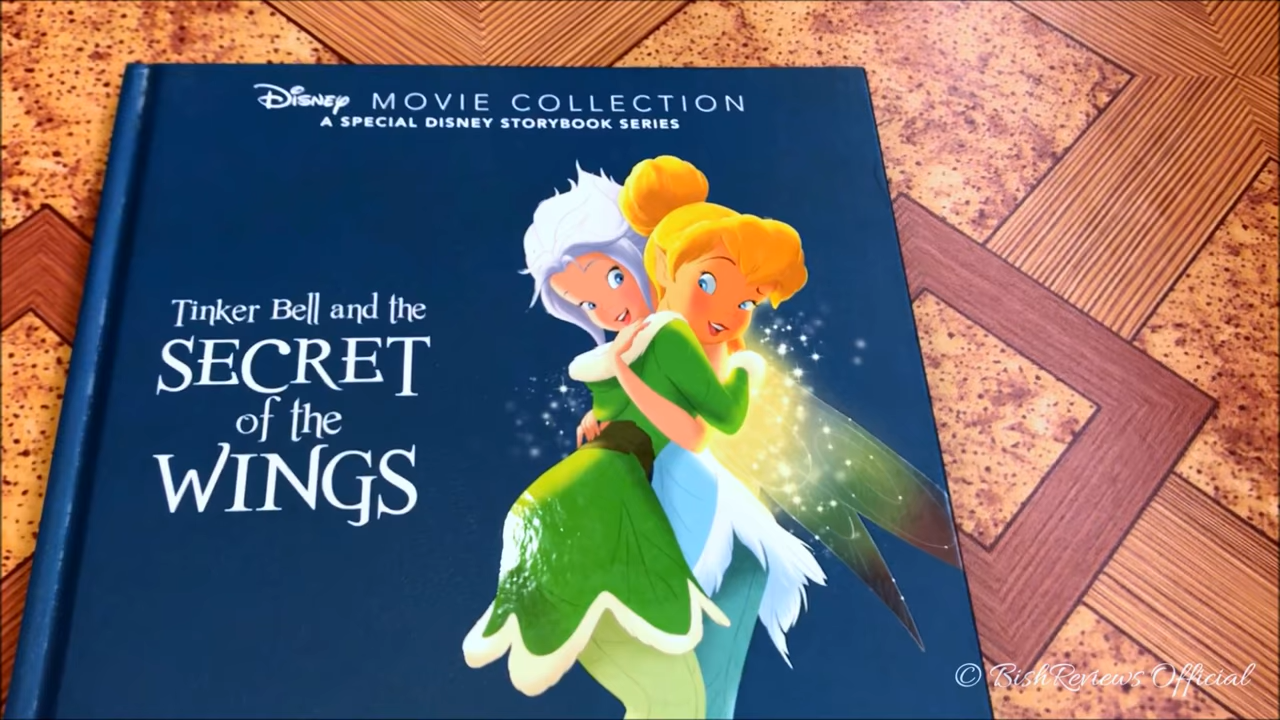 Disney MOVIE COLLECTION
A SPECIAL DISNEY STORYBOOK SERIES
Tinker Bell and the
SECRET
of the
WINGS
© BishReviews Official